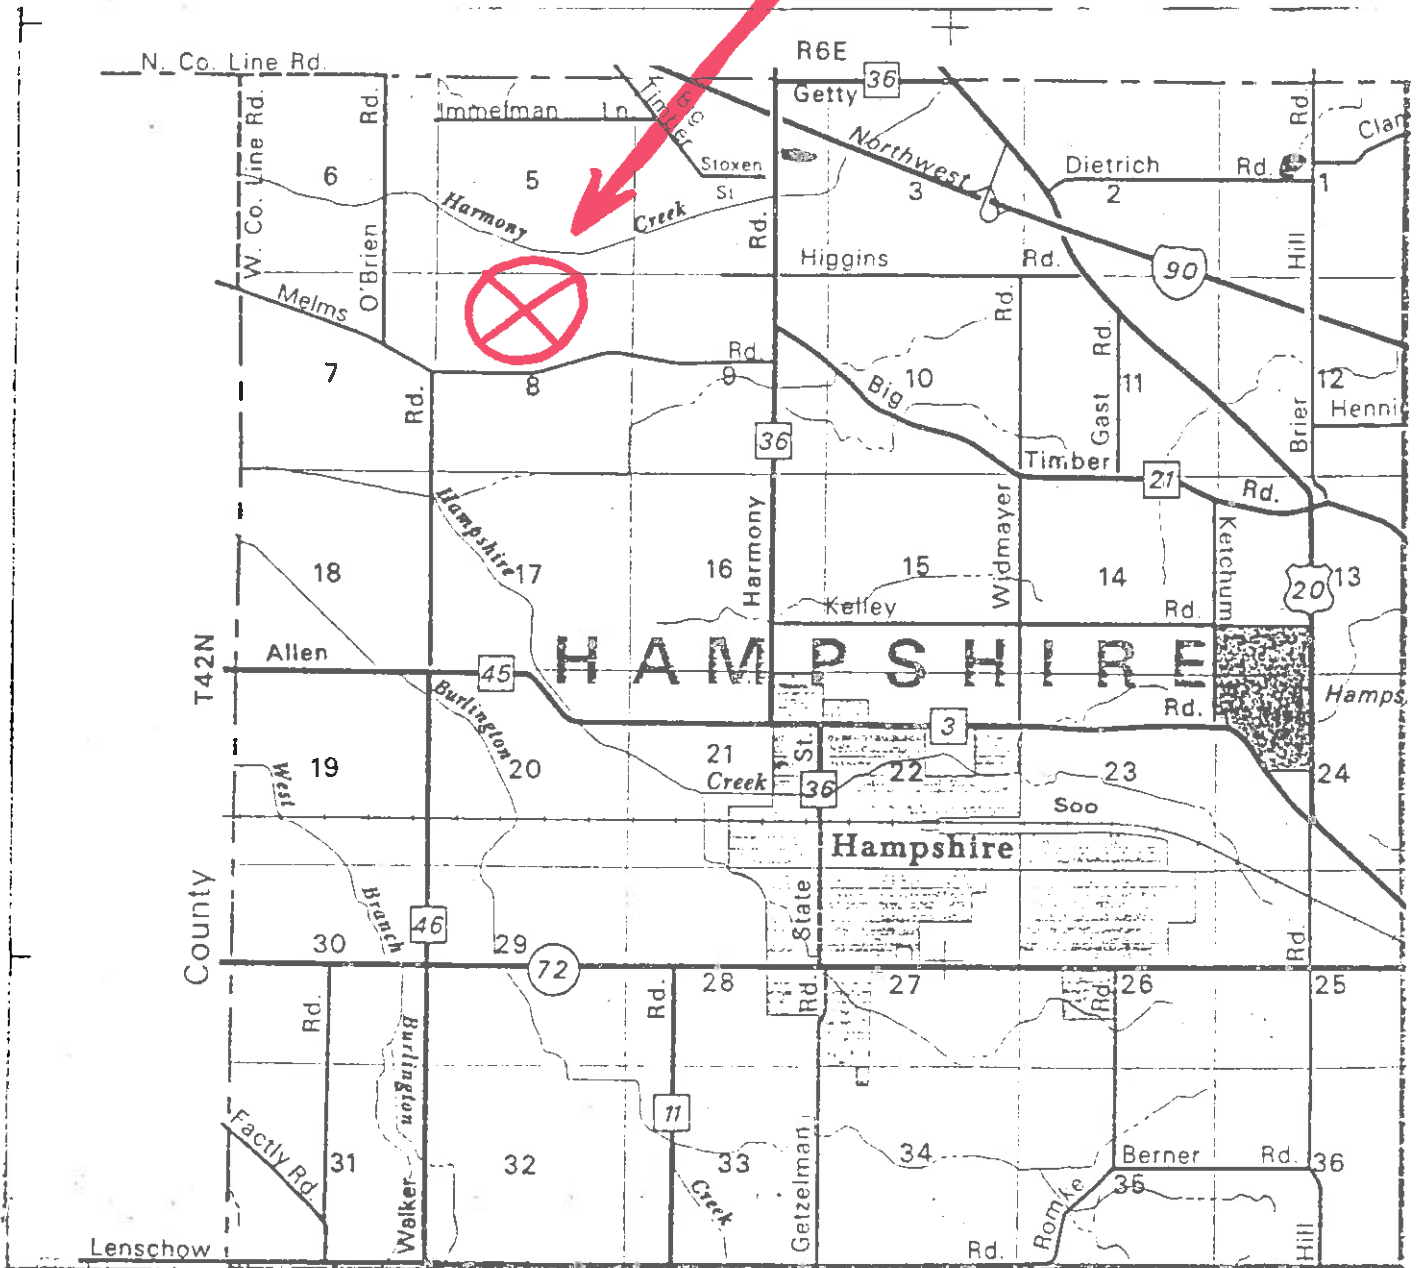 R6E
N. Co. Line Rd.
36
Getty
Rd.
W. Co. Line Rd.
Rd.
Immelman Ln.
Big Timber
Clan
Northwest
Stoxen
St
Dietrich Rd.
6
5
3
2
1
Harmony Creek
Rd.
O'Brien
Higgins Rd.
Hill
90
Melms Rd.
Rd.
Rd.
7
8
9
10
11
12
Rd.
Big
Gast
Brier
Henni
36
Timber
21
Rd.
Hampshire
Harmony
Widmayer
Ketchum
18
17
16
15
14
13
20
Kelley Rd.
HAMPSHIRE
T42N
Allen
45
Burlington
Rd.
Hamps
3
St.
19
20
21
22
23
24
West
Creek
36
Soo
Hampshire
County
Branch
State
46
30
29
Rd.
72
28
27
26
25
Rd.
Rd.
Rd.
Rd.
Burlington
11
Factly Rd.
31
32
33
34
Berner Rd.
36
35
Walker
Creek
Getzelman
Romke
Hill
Lenschow
Rd.